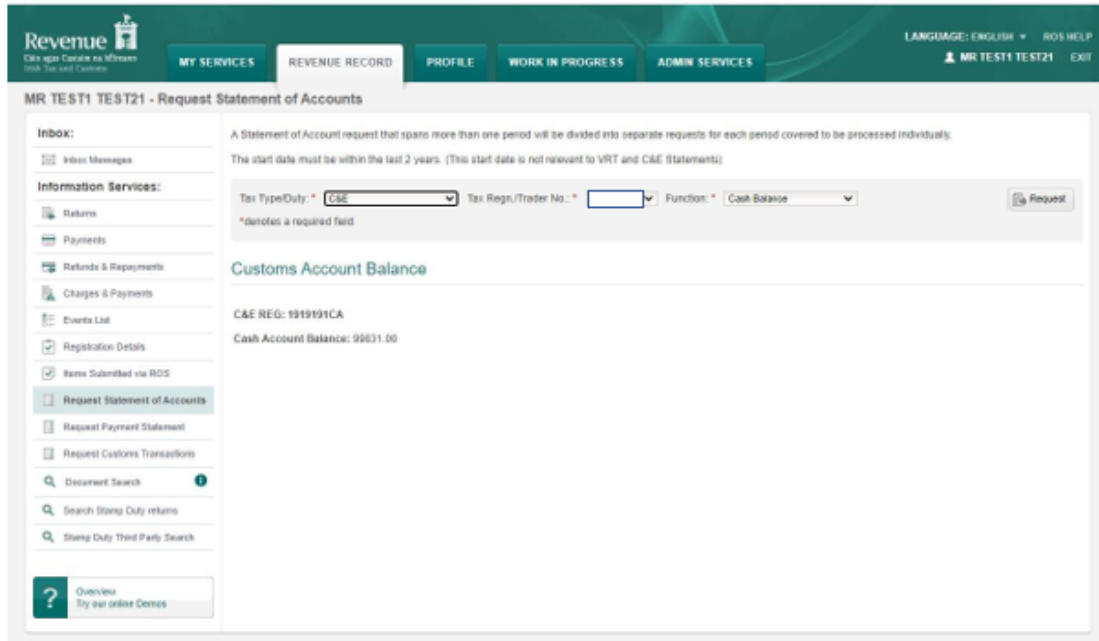 Revenue
Cáin agus Custaim na hÉireann
Irish Tax and Customs
LANGUAGE: ENGLISH ROS HELP
MR TEST1 TEST21 EXIT
MY SERVICES REVENUE RECORD PROFILE WORK IN PROGRESS ADMIN SERVICES
MR TEST1 TEST21 - Request Statement of Accounts
Inbox:
Inbox Messages
Information Services:
Returns
Payments
Refunds & Repayments
Charges & Payments
Events List
Registration Details
Items Submitted via ROS
Request Statement of Accounts
Request Payment Statement
Request Customs Transactions
Document Search
Search Stamp Duty returns
Stamp Duty Third Party Search
? Overview
Try our online Demos
A Statement of Account request that spans more than one period will be divided into separate requests for each period covered to be processed individually.
The start date must be within the last 2 years. (This start date is not relevant to VRT and C&E Statements)
Tax Type/Duty: * C&E Tax Regn./Trader No.: * Function: * Cash Balance Request
*denotes a required field.
Customs Account Balance
C&E REG: 1919191CA
Cash Account Balance: 99831.00